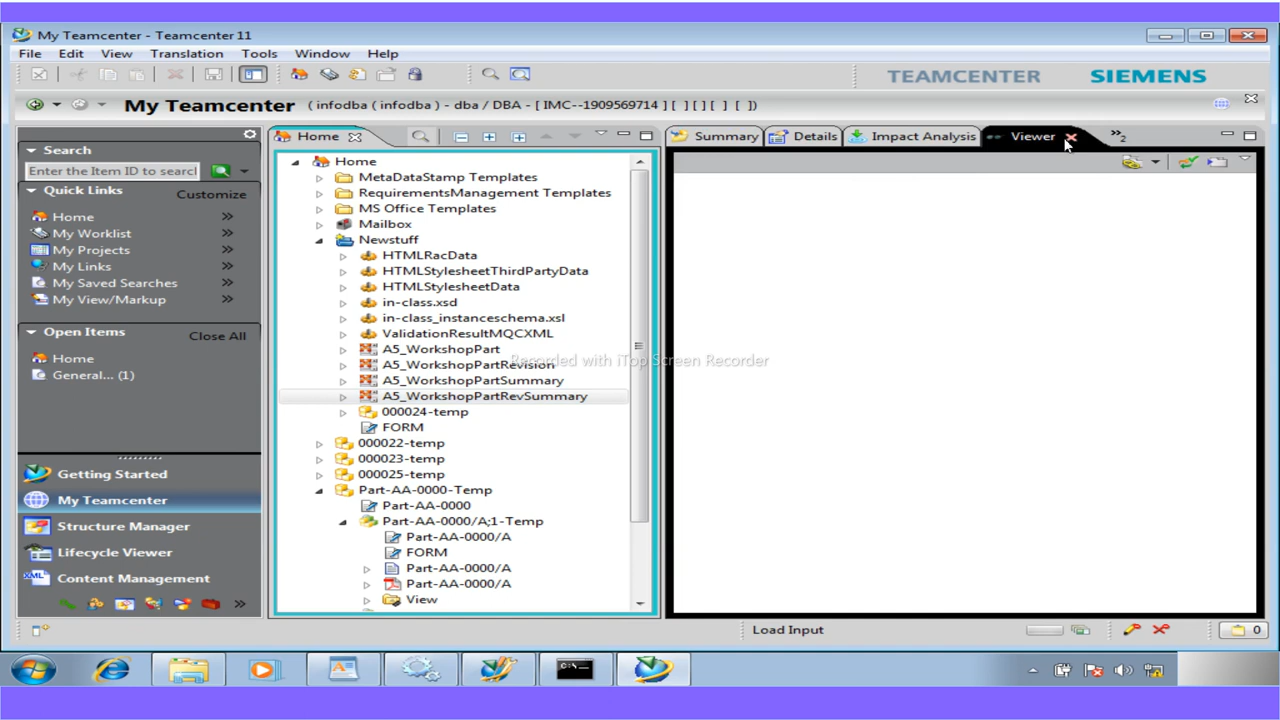 My Teamcenter - Teamcenter 11
File Edit View Translation Tools Window Help
TEAMCENTER SIEMENS
My Teamcenter ( infodba ( infodba ) - dba / DBA - [ IMC--1909569714 ] [ ] [ ] [ ] [ ])
Search
Enter the Item ID to searcl
Quick Links
Customize
Home »
My Worklist »
My Projects »
My Links »
My Saved Searches »
My View/Markup »
Open Items
Close All
Home
General... (1)
Getting Started
My Teamcenter
Structure Manager
Lifecycle Viewer
XML Content Management
»
Home
Home
MetaDataStamp Templates
RequirementsManagement Templates
MS Office Templates
Mailbox
Newstuff
HTMLRacData
HTMLStylesheetThirdPartyData
HTMLStylesheetData
in-class.xsd
in-class_instanceschema.xsl
ValidationResultMQCXML
A5_WorkshopPart
A5_WorkshopPartRevision
A5_WorkshopPartSummary
A5_WorkshopPartRevSummary
000024-temp
FORM
000022-temp
000023-temp
000025-temp
Part-AA-0000-Temp
Part-AA-0000
Part-AA-0000/A;1-Temp
Part-AA-0000/A
FORM
Part-AA-0000/A
Part-AA-0000/A
View
Summary Details Impact Analysis Viewer »2
Recorded with iTop Screen Recorder
Load Input
0
C:\_